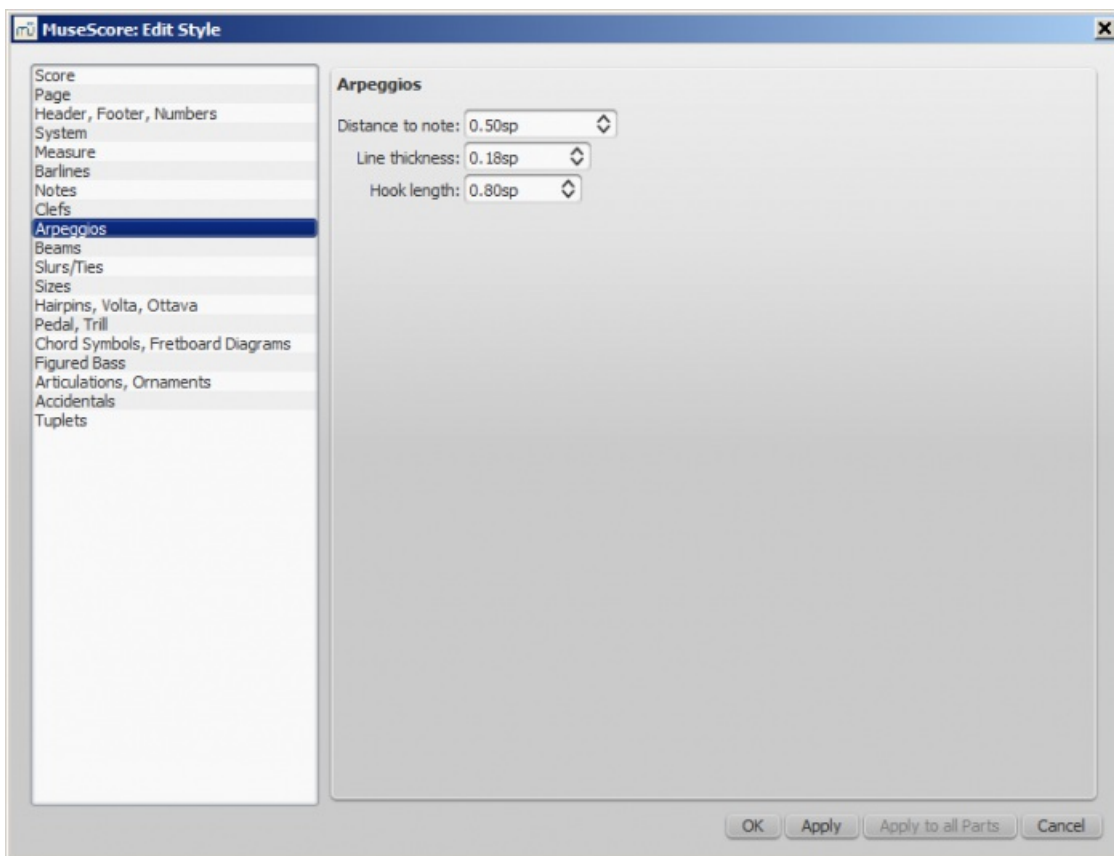 MuseScore: Edit Style
Score
Page
Header, Footer, Numbers
System
Measure
Barlines
Notes
Clefs
Arpeggios
Beams
Slurs/Ties
Sizes
Hairpins, Volta, Ottava
Pedal, Trill
Chord Symbols, Fretboard Diagrams
Figured Bass
Articulations, Ornaments
Accidentals
Tuplets
Arpeggios
Distance to note: 0.50sp
Line thickness: 0.18sp
Hook length: 0.80sp
OK Apply Apply to all Parts Cancel